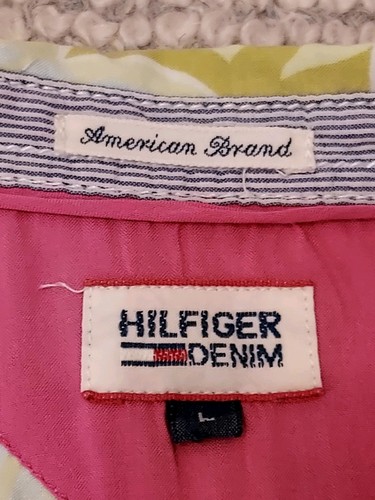 American Brand
HILFIGER
DENIM
L